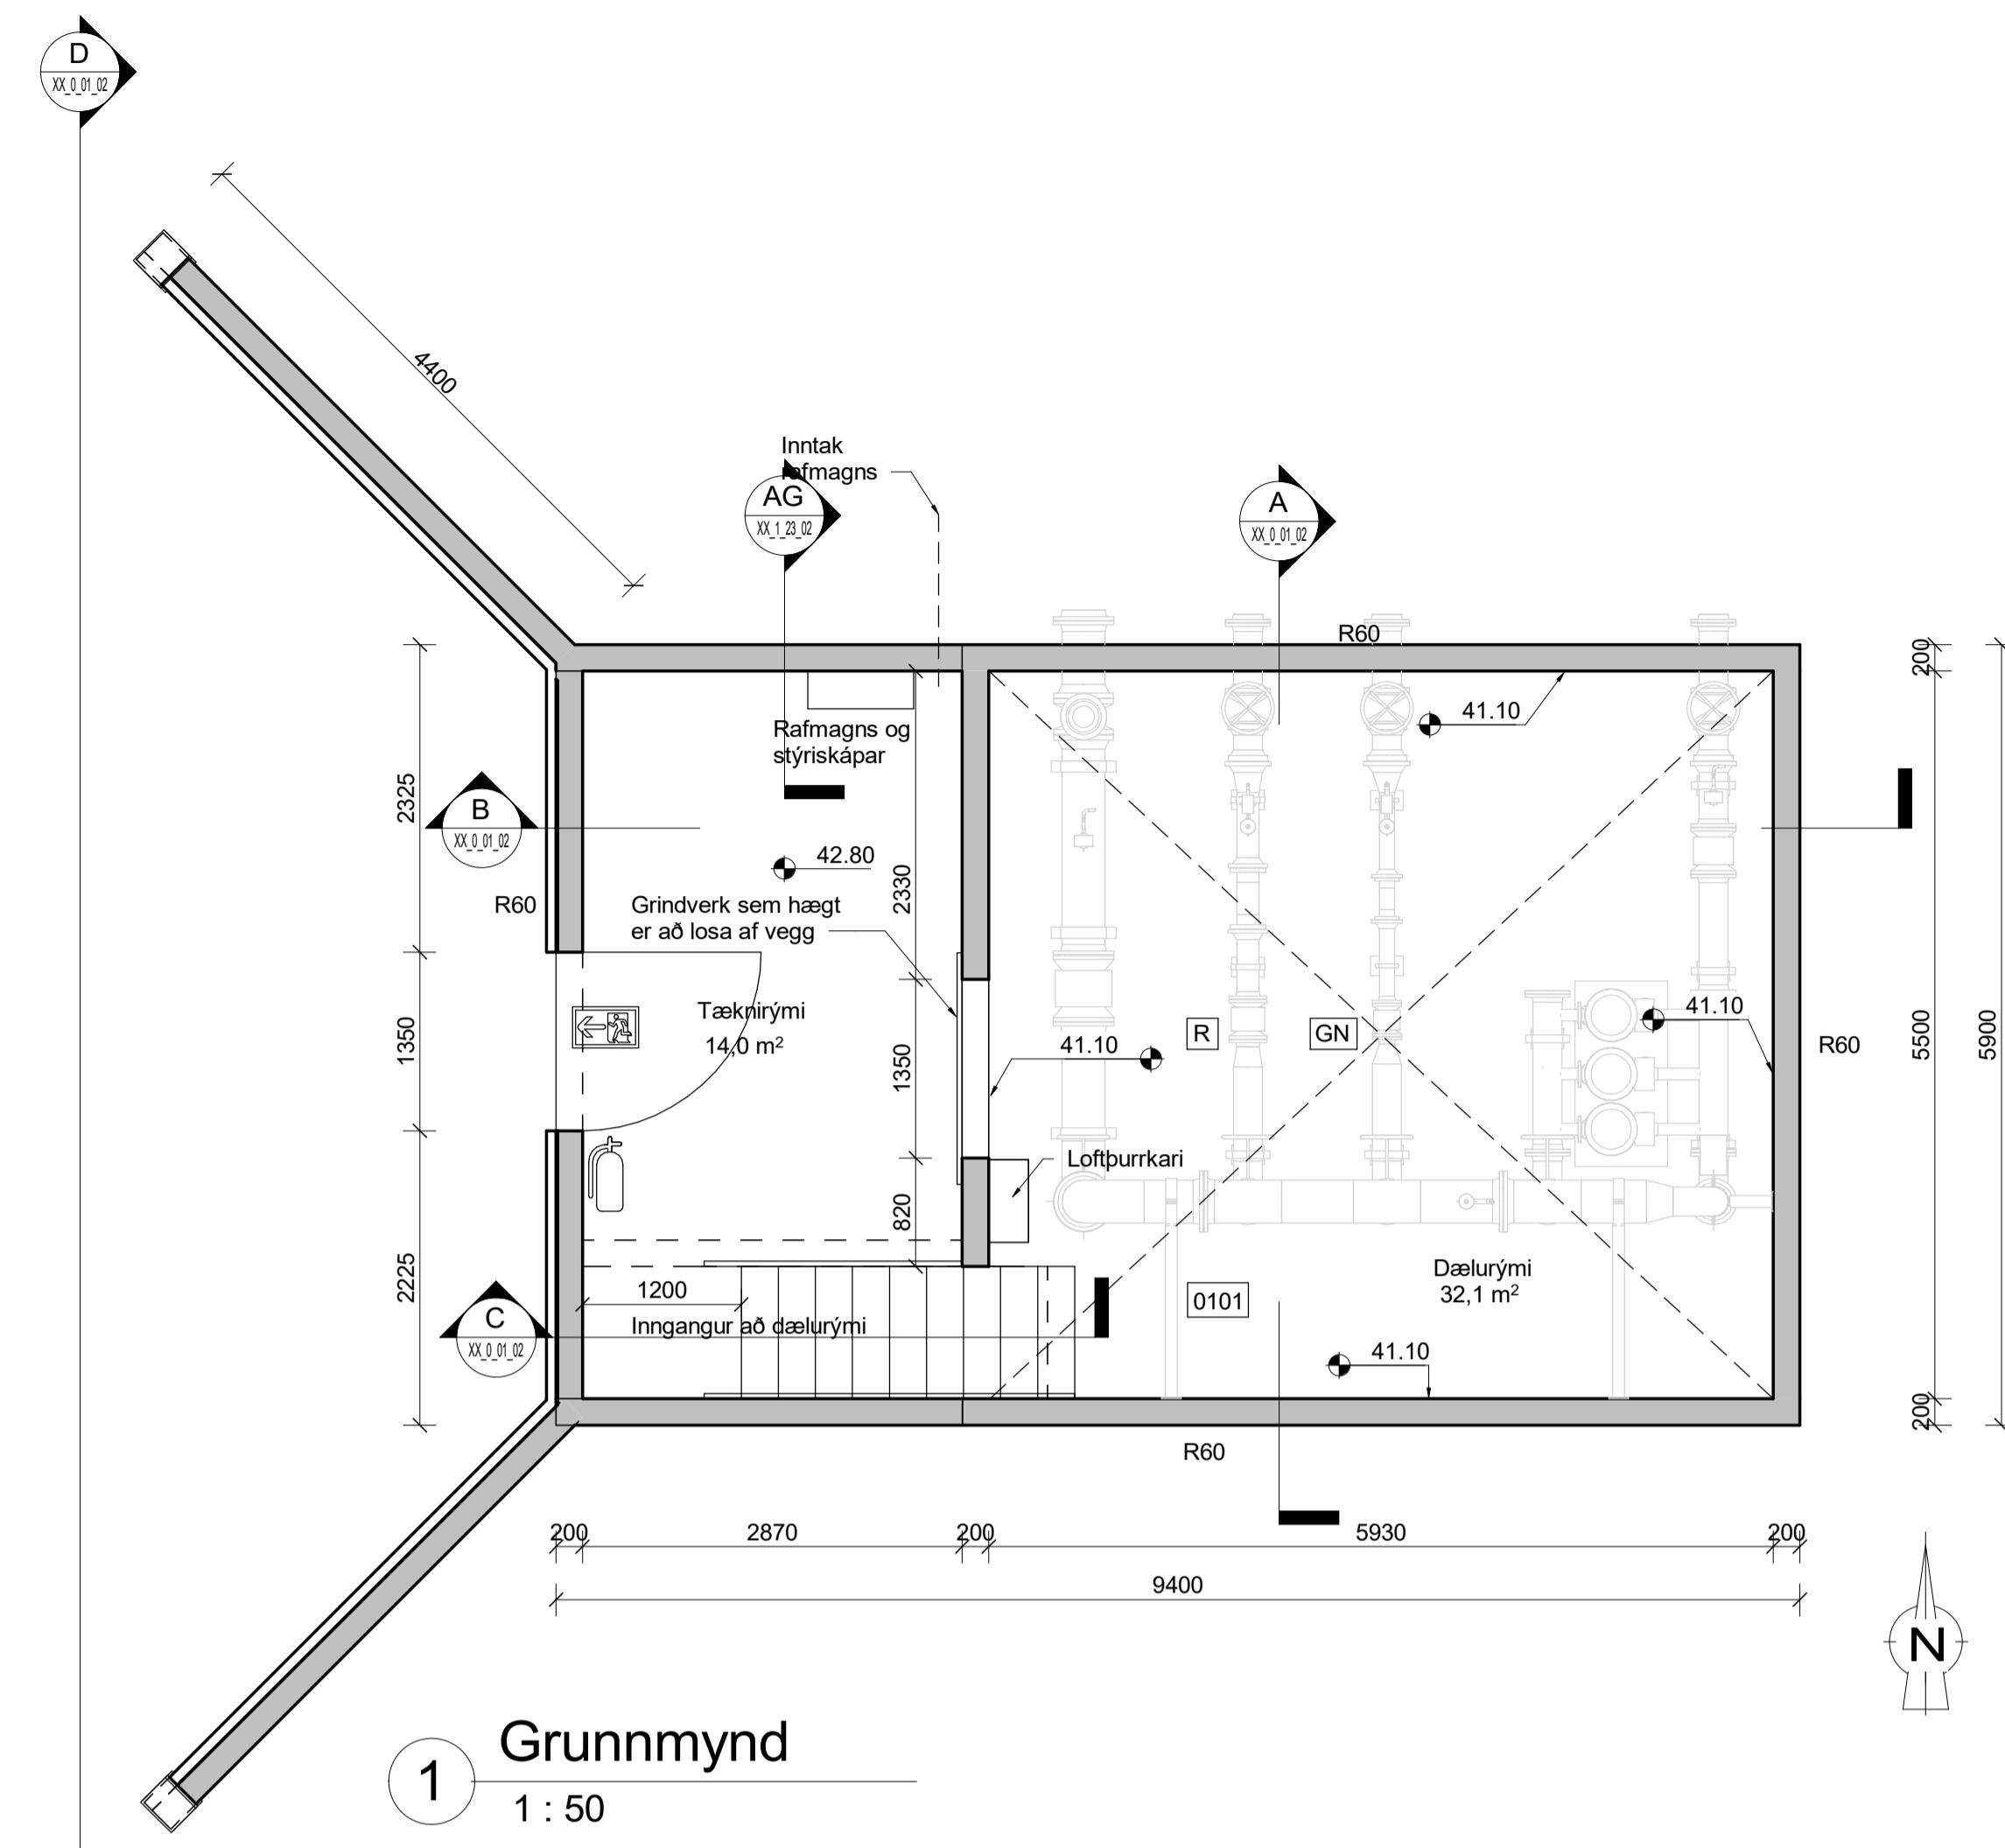 D
XX_0_01_02
4400
Inntak
rafmagns
AG
XX_1_23_02
A
XX_0_01_02
R60
200
41.10
Rafmagns og
stýriskápar
2325
B
XX_0_01_02
42.80
2330
R60
Grindverk sem hægt
er að losa af vegg
Tæknirými
14,0 m²
1350
1350
41.10
R
GN
41.10
R60
5500
5900
Loftþurrkari
820
2225
1200
Inngangur að dælurými
C
XX_0_01_02
0101
Dælurými
32,1 m²
41.10
200
R60
200
2870
200
5930
200
9400
N
1
Grunnmynd
1 : 50